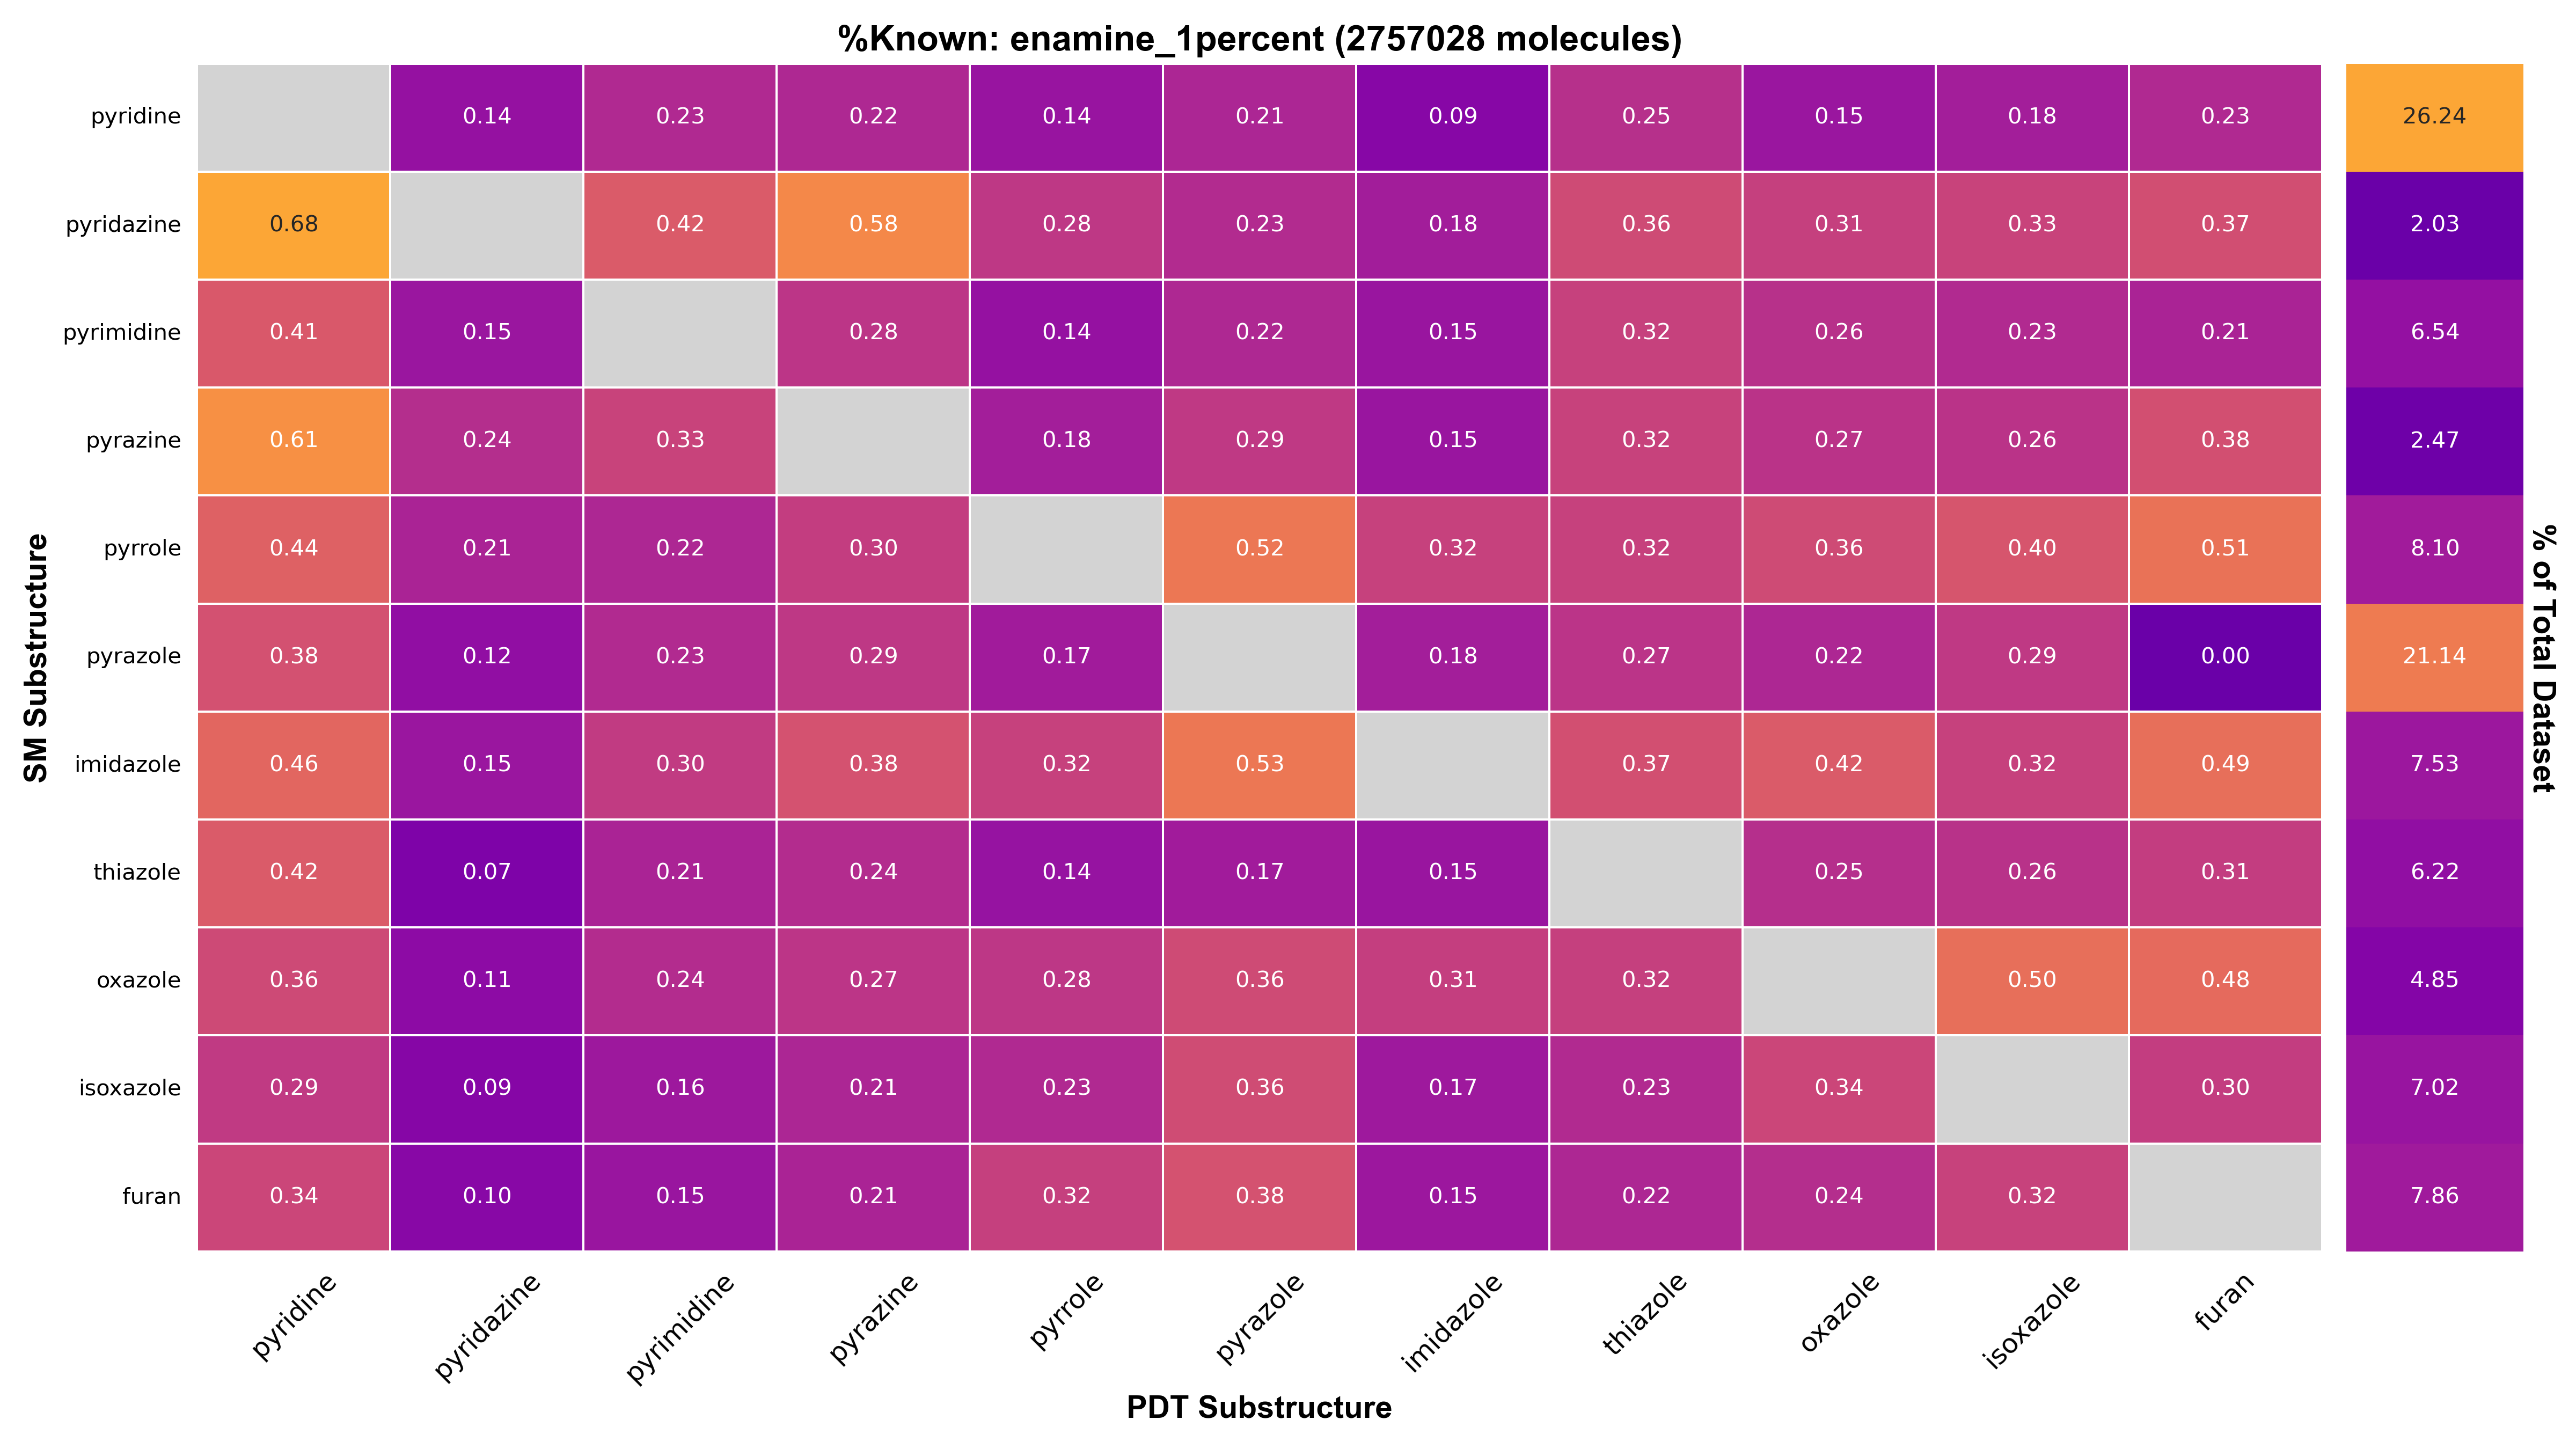 %Known: enamine_1percent (2757028 molecules)
pyridine 0.14 0.23 0.22 0.14 0.21 0.09 0.25 0.15 0.18 0.23 26.24
pyridazine 0.68 0.42 0.58 0.28 0.23 0.18 0.36 0.31 0.33 0.37 2.03
pyrimidine 0.41 0.15 0.28 0.14 0.22 0.15 0.32 0.26 0.23 0.21 6.54
pyrazine 0.61 0.24 0.33 0.18 0.29 0.15 0.32 0.27 0.26 0.38 2.47
pyrrole 0.44 0.21 0.22 0.30 0.52 0.32 0.32 0.36 0.40 0.51 8.10
pyrazole 0.38 0.12 0.23 0.29 0.17 0.18 0.27 0.22 0.29 0.00 21.14
imidazole 0.46 0.15 0.30 0.38 0.32 0.53 0.37 0.42 0.32 0.49 7.53
thiazole 0.42 0.07 0.21 0.24 0.14 0.17 0.15 0.25 0.26 0.31 6.22
oxazole 0.36 0.11 0.24 0.27 0.28 0.36 0.31 0.32 0.50 0.48 4.85
isoxazole 0.29 0.09 0.16 0.21 0.23 0.36 0.17 0.23 0.34 0.30 7.02
furan 0.34 0.10 0.15 0.21 0.32 0.38 0.15 0.22 0.24 0.32 7.86
pyridine pyridazine pyrimidine pyrazine pyrrole pyrazole imidazole thiazole oxazole isoxazole furan
PDT Substructure
SM Substructure
% of Total Dataset